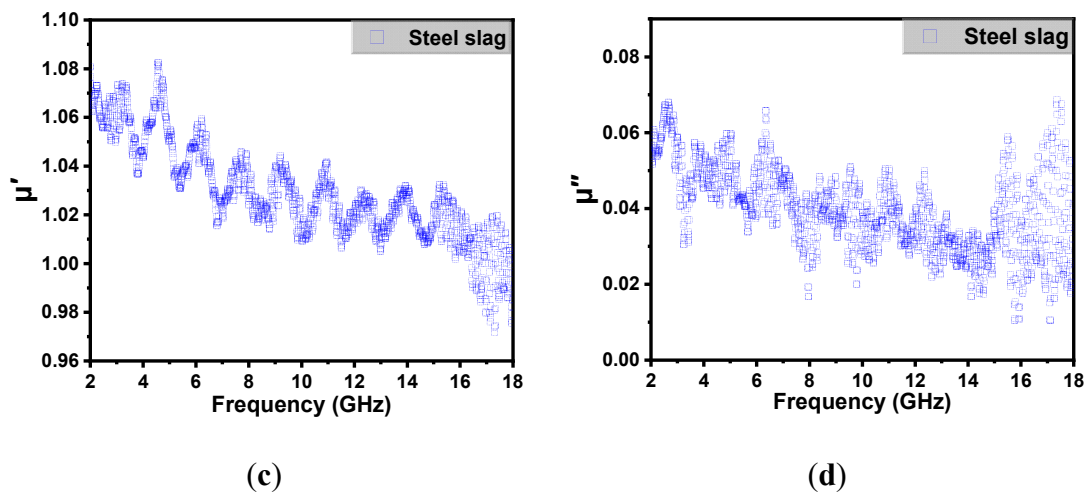 1.10
Steel slag
1.08
1.06
1.04
1.02
1.00
0.98
0.96
μ′
2 4 6 8 10 12 14 16 18
Frequency (GHz)
(c)
Steel slag
0.08
0.06
0.04
0.02
0.00
μ″
2 4 6 8 10 12 14 16 18
Frequency (GHz)
(d)